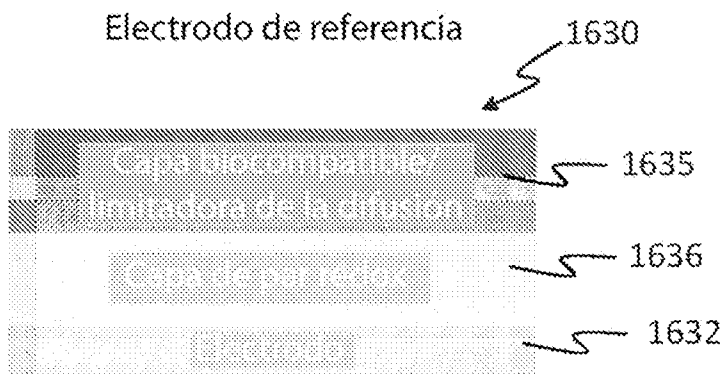 Electrodo de referencia
1630
Capa biocompatible/
limitadora de la difusión
1635
Capa de par redox
1636
Electrodo
1632